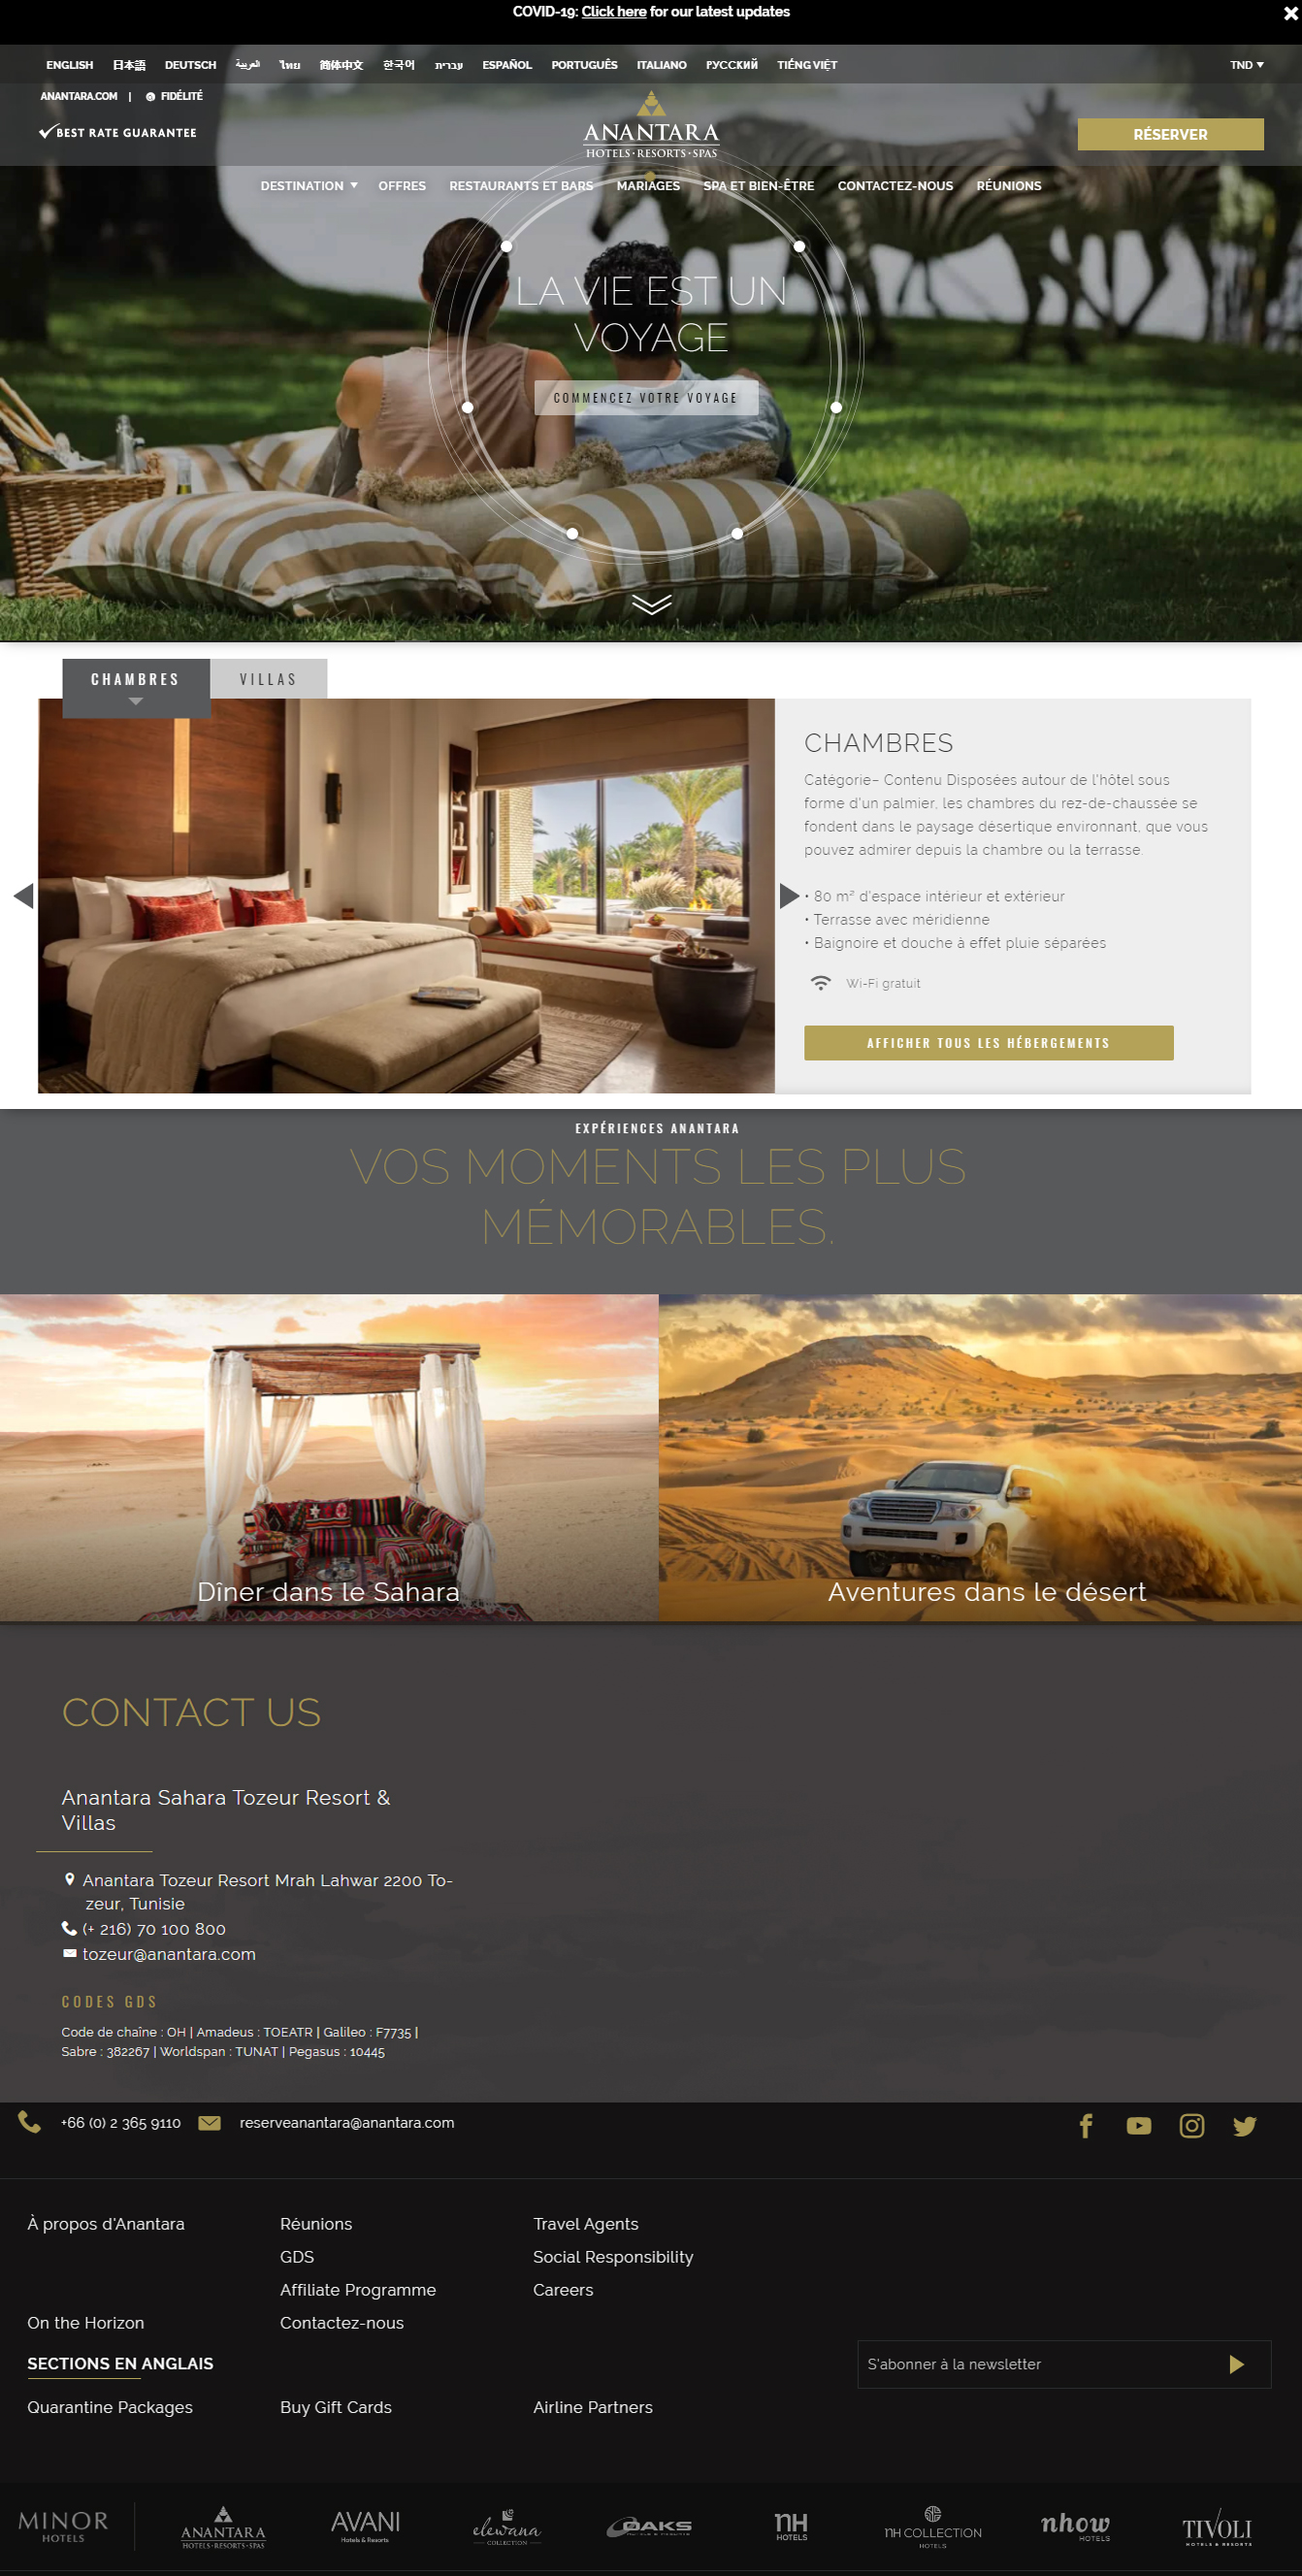 COVID-19: Click here for our latest updates
ENGLISH 日本語 DEUTSCH العربية ไทย 简体中文 한국어 עברית ESPAÑOL PORTUGUÊS ITALIANO РУССКИЙ TIẾNG VIỆT TND
ANANTARA.COM | FIDÉLITÉ
BEST RATE GUARANTEE
ANANTARA
HOTELS · RESORTS · SPAS
RÉSERVER
DESTINATION OFFRES RESTAURANTS ET BARS MARIAGES SPA ET BIEN-ÊTRE CONTACTEZ-NOUS RÉUNIONS
LA VIE EST UN
VOYAGE
COMMENCEZ VOTRE VOYAGE
CHAMBRES VILLAS
CHAMBRES
Catégorie– Contenu Disposées autour de l'hôtel sous
forme d'un palmier, les chambres du rez-de-chaussée se
fondent dans le paysage désertique environnant, que vous
pouvez admirer depuis la chambre ou la terrasse.
• 80 m² d'espace intérieur et extérieur
• Terrasse avec méridienne
• Baignoire et douche à effet pluie séparées
Wi-Fi gratuit
AFFICHER TOUS LES HÉBERGEMENTS
EXPÉRIENCES ANANTARA
VOS MOMENTS LES PLUS
MÉMORABLES.
Dîner dans le Sahara
Aventures dans le désert
CONTACT US
Anantara Sahara Tozeur Resort &
Villas
Anantara Tozeur Resort Mrah Lahwar 2200 To-
zeur, Tunisie
(+ 216) 70 100 800
tozeur@anantara.com
CODES GDS
Code de chaîne : OH | Amadeus : TOEATR | Galileo : F7735 |
Sabre : 382267 | Worldspan : TUNAT | Pegasus : 10445
+66 (0) 2 365 9110 reserveanantara@anantara.com
À propos d'Anantara Réunions Travel Agents
GDS Social Responsibility
Affiliate Programme Careers
On the Horizon Contactez-nous
SECTIONS EN ANGLAIS
S'abonner à la newsletter
Quarantine Packages Buy Gift Cards Airline Partners
MINOR
HOTELS
ANANTARA
HOTELS · RESORTS · SPAS
AVANI
Hotels & Resorts
elewana
COLLECTION
OAKS
nH
HOTELS
nH COLLECTION
HOTELS
nhow
HOTELS
TIVOLI
HOTELS & RESORTS